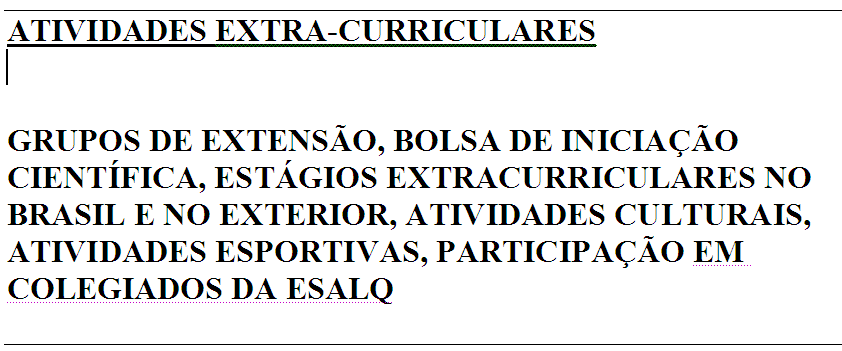 ATIVIDADES EXTRA-CURRICULARES
GRUPOS DE EXTENSÃO, BOLSA DE INICIAÇÃO
CIENTÍFICA, ESTÁGIOS EXTRACURRICULARES NO
BRASIL E NO EXTERIOR, ATIVIDADES CULTURAIS,
ATIVIDADES ESPORTIVAS, PARTICIPAÇÃO EM
COLEGIADOS DA ESALQ